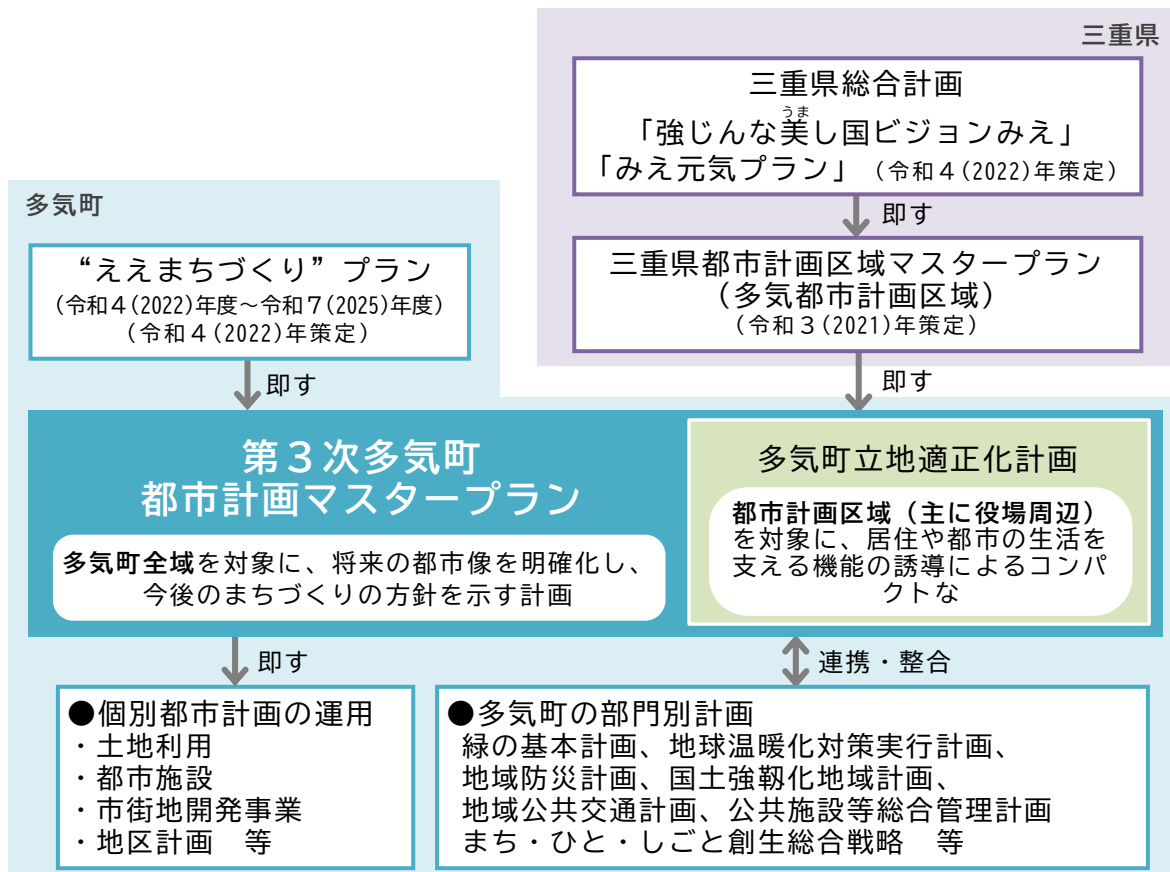 三重県
三重県総合計画
「強じんな美し国ビジョンみえ」
うま
「みえ元気プラン」（令和４(2022)年策定）
即す
三重県都市計画区域マスタープラン
（多気都市計画区域）
（令和３(2021)年策定）
即す
多気町
“ええまちづくり”プラン
（令和４(2022)年度～令和７(2025)年度）
（令和４(2022)年策定）
即す
第３次多気町
都市計画マスタープラン
多気町全域を対象に、将来の都市像を明確化し、
今後のまちづくりの方針を示す計画
多気町立地適正化計画
都市計画区域（主に役場周辺）
を対象に、居住や都市の生活を
支える機能の誘導によるコンパ
クトな
即す
連携・整合
●個別都市計画の運用
・土地利用
・都市施設
・市街地開発事業
・地区計画　等
●多気町の部門別計画
緑の基本計画、地球温暖化対策実行計画、
地域防災計画、国土強靱化地域計画、
地域公共交通計画、公共施設等総合管理計画
まち・ひと・しごと創生総合戦略　等